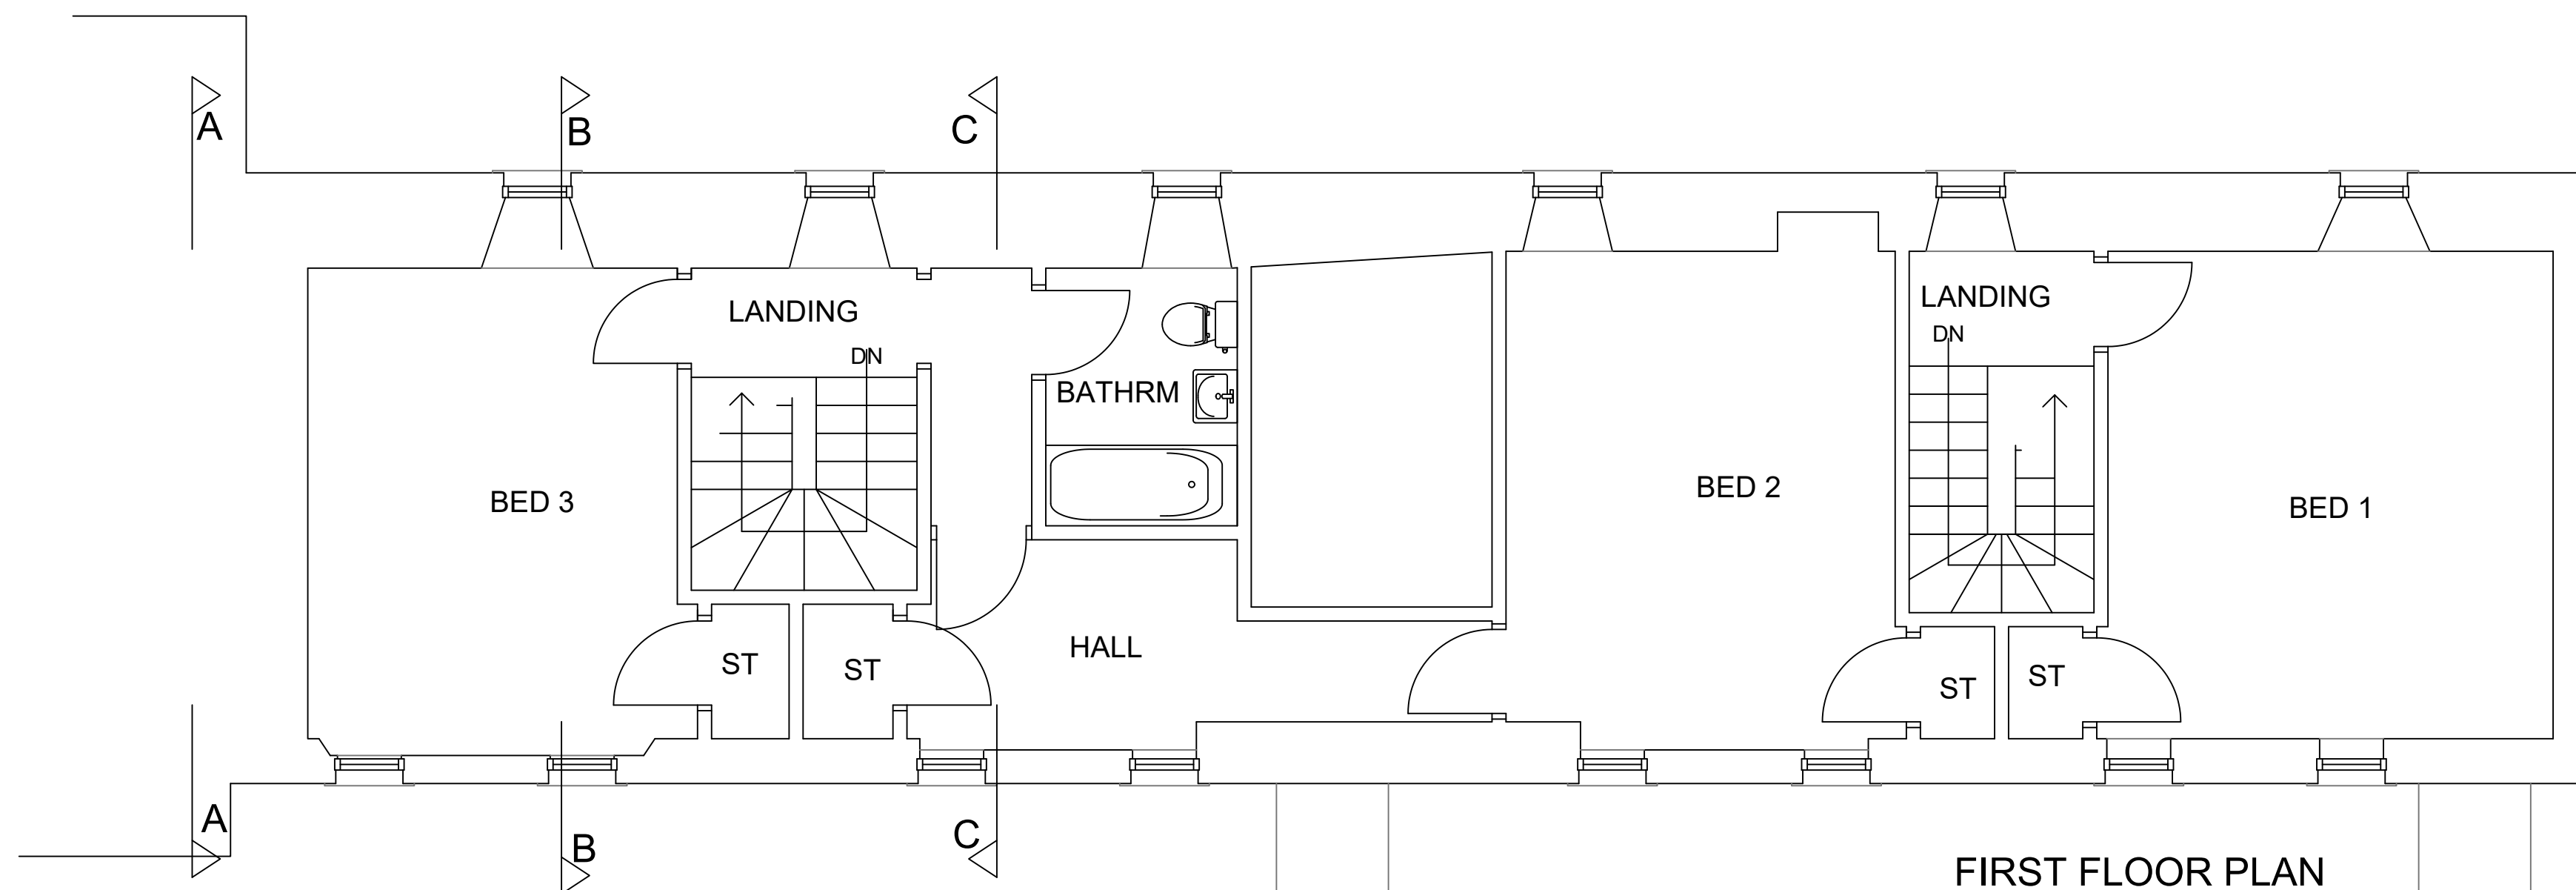 A
B
C
LANDING
LANDING
DN
DN
BATHRM
BED 3
BED 2
BED 1
HALL
ST
ST
ST
ST
A
B
C
FIRST FLOOR PLAN